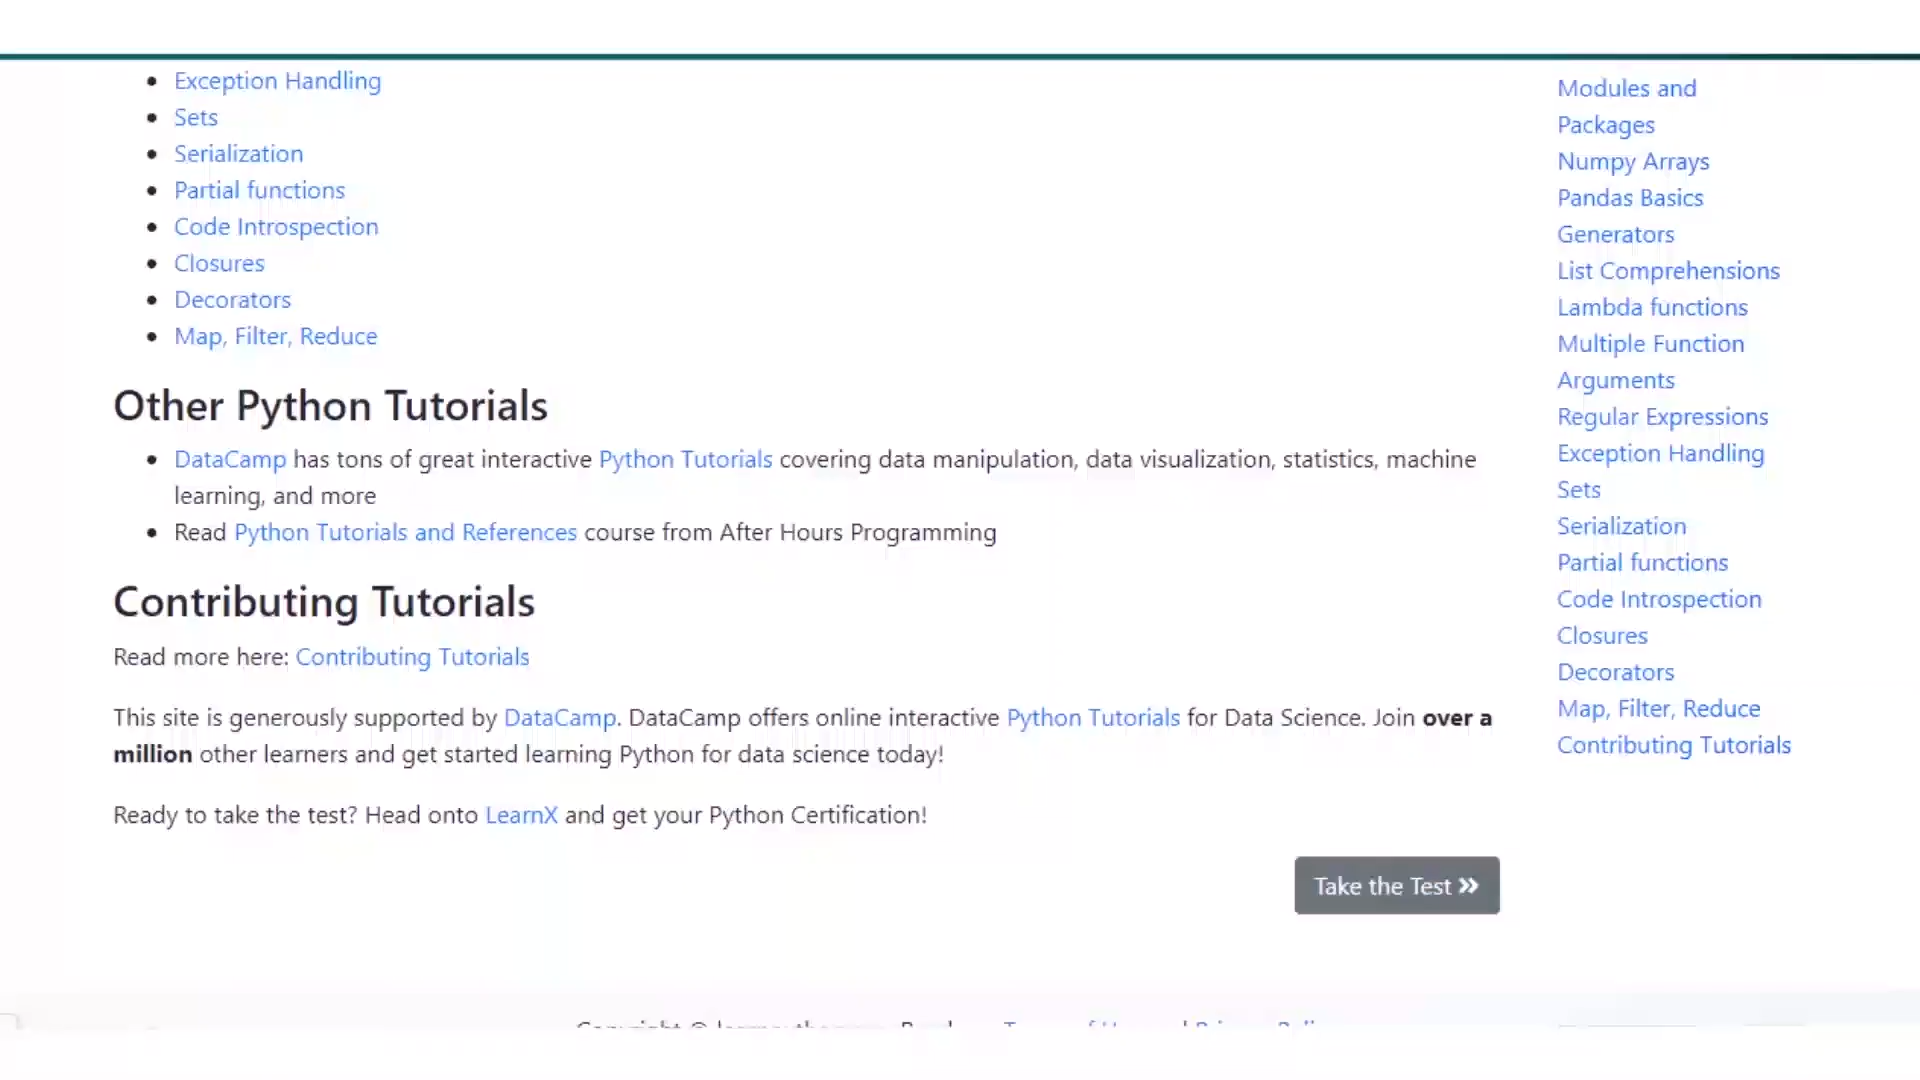 Exception Handling
Sets
Serialization
Partial functions
Code Introspection
Closures
Decorators
Map, Filter, Reduce
Other Python Tutorials
DataCamp has tons of great interactive Python Tutorials covering data manipulation, data visualization, statistics, machine
learning, and more
Read Python Tutorials and References course from After Hours Programming
Contributing Tutorials
Read more here: Contributing Tutorials
This site is generously supported by DataCamp. DataCamp offers online interactive Python Tutorials for Data Science. Join over a
million other learners and get started learning Python for data science today!
Ready to take the test? Head onto LearnX and get your Python Certification!
Take the Test »
Modules and
Packages
Numpy Arrays
Pandas Basics
Generators
List Comprehensions
Lambda functions
Multiple Function
Arguments
Regular Expressions
Exception Handling
Sets
Serialization
Partial functions
Code Introspection
Closures
Decorators
Map, Filter, Reduce
Contributing Tutorials